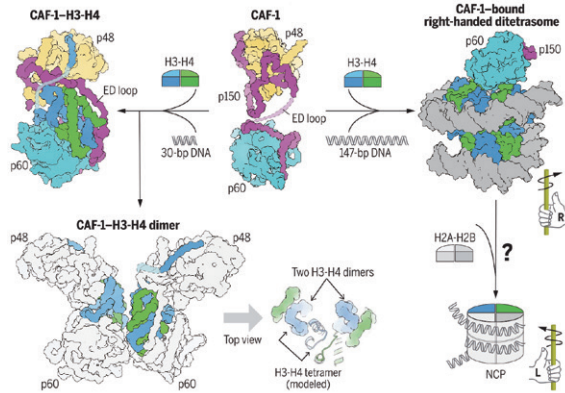 CAF-1–H3-H4
p48
ED loop
p60
CAF-1
p48
p150
ED loop
p60
H3-H4
30-bp DNA
H3-H4
147-bp DNA
CAF-1–bound
right-handed ditetrasome
p60
p150
R
CAF-1–H3-H4 dimer
p48
p48
p60
p60
Top view
Two H3-H4 dimers
H3-H4 tetramer
(modeled)
H2A-H2B
?
NCP
L